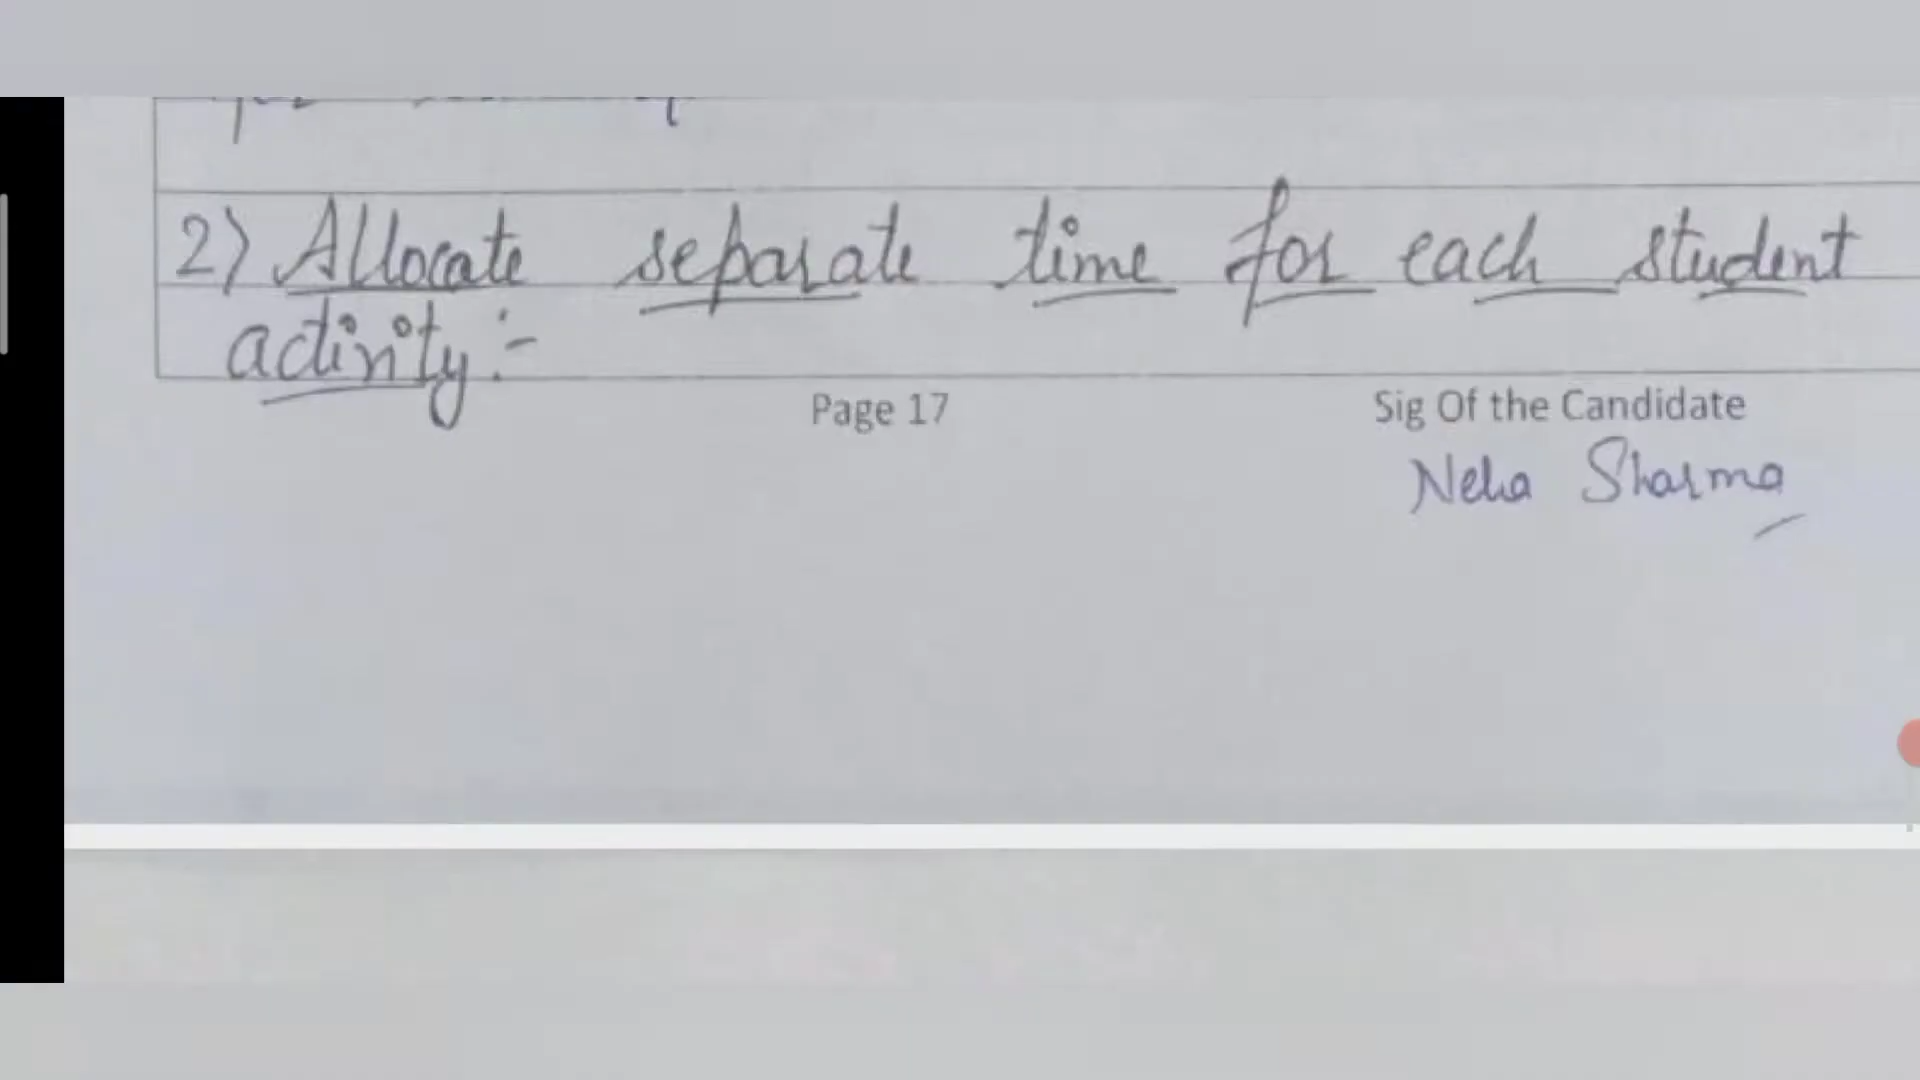 2) Allocate separate time for each student
activity :-
Page 17
Sig Of the Candidate
Neha Sharma